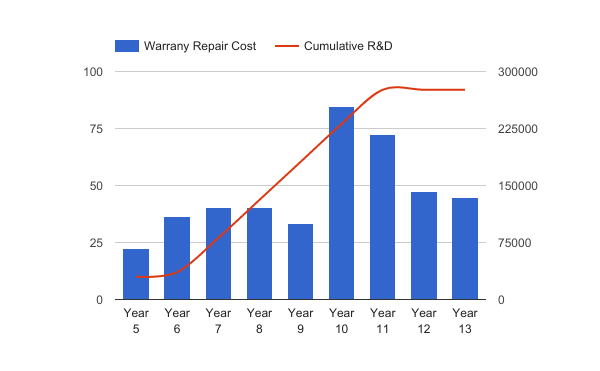 Warrany Repair Cost Cumulative R&D
100 300000
75 225000
50 150000
25 75000
0 0
Year Year Year Year Year Year Year Year Year
5 6 7 8 9 10 11 12 13